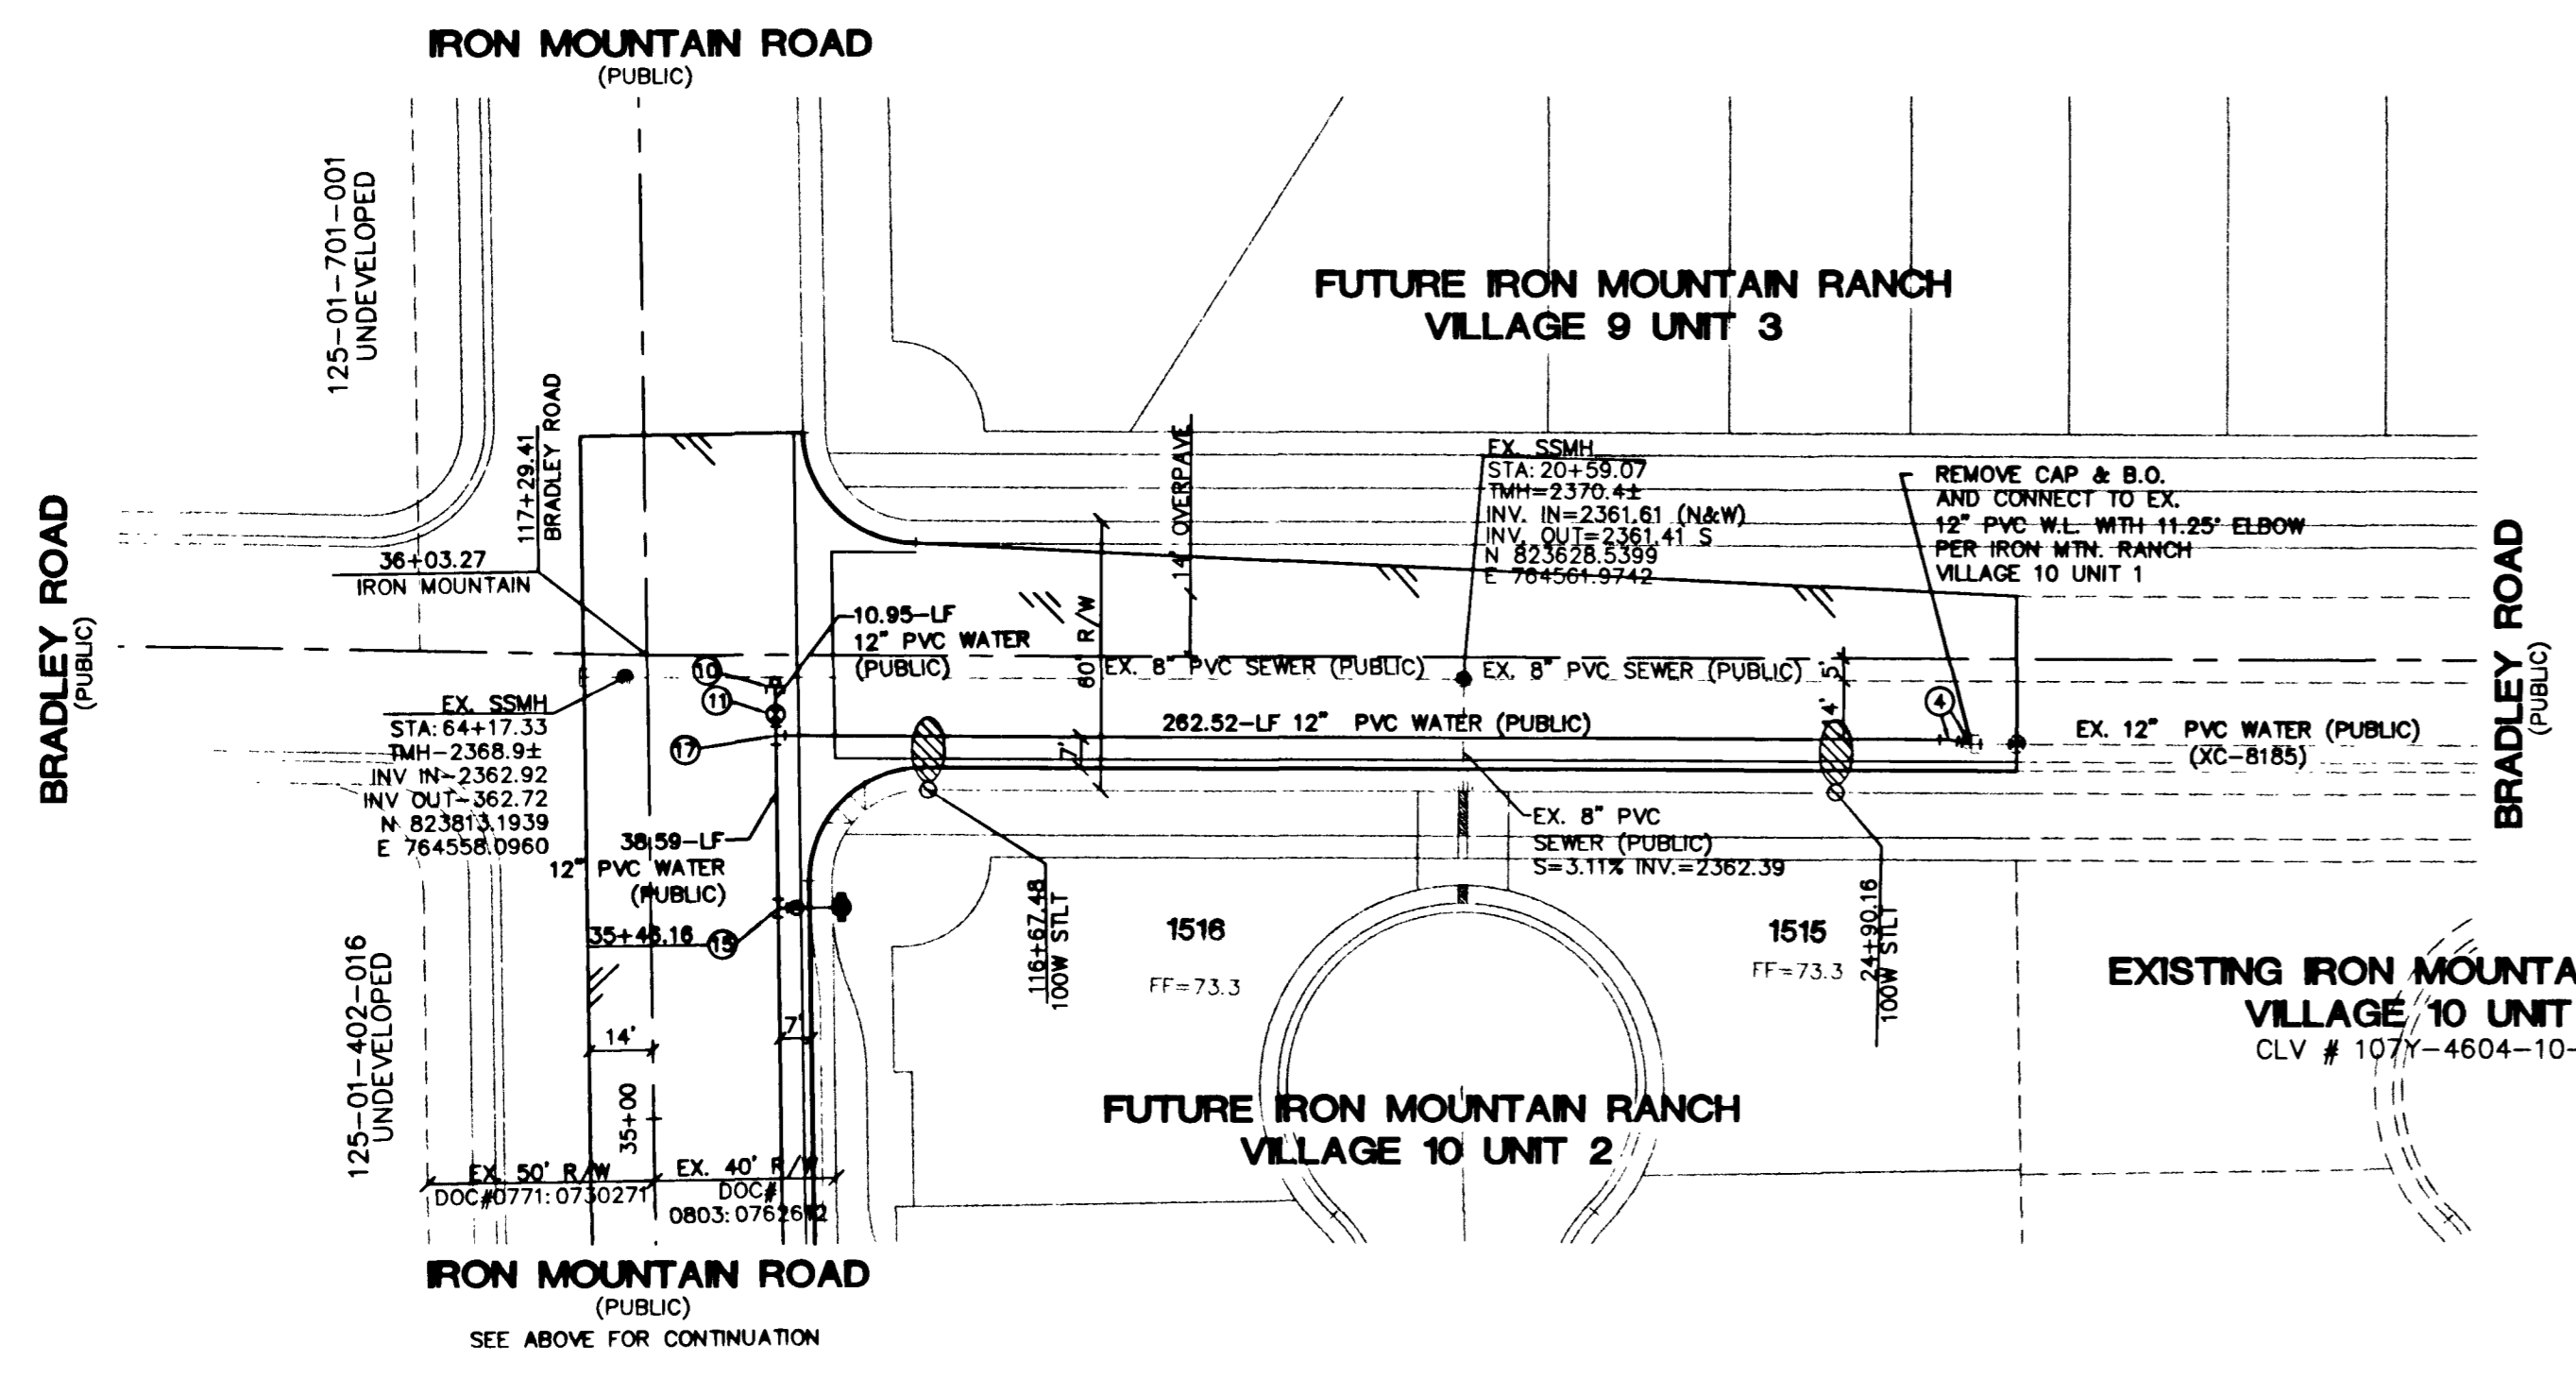 IRON MOUNTAIN ROAD
(PUBLIC)
125-01-701-001
UNDEVELOPED
FUTURE IRON MOUNTAIN RANCH
VILLAGE 9 UNIT 3
117+29.41
BRADLEY ROAD
36+03.27
IRON MOUNTAIN
BRADLEY ROAD
(PUBLIC)
14' OVERPAVE
EX. SSMH
STA: 20+59.07
TMH=2370.4±
INV. IN=2361.61 (N&W)
INV. OUT=2361.41 S
N 823628.5399
E 764561.9742
REMOVE CAP & B.O.
AND CONNECT TO EX.
12" PVC W.L. WITH 11.25° ELBOW
PER IRON MTN. RANCH
VILLAGE 10 UNIT 1
BRADLEY ROAD
(PUBLIC)
10.95-LF
12" PVC WATER
(PUBLIC)
80' R/W
EX. 8" PVC SEWER (PUBLIC)
EX. 8" PVC SEWER (PUBLIC)
5'
4'
10
11
17
4
262.52-LF 12" PVC WATER (PUBLIC)
7'
EX. 12" PVC WATER (PUBLIC)
(XC-8185)
EX. SSMH
STA: 64+17.33
TMH-2368.9±
INV IN-2362.92
INV OUT-362.72
N 823813.1939
E 764558.0960
38.59-LF
12" PVC WATER
(PUBLIC)
EX. 8" PVC
SEWER (PUBLIC)
S=3.11% INV.=2362.39
35+46.16
15
116+67.48
100W STLT
1516
FF=73.3
1515
FF=73.3
24+90.16
100W STLT
EXISTING IRON MOUNTA
VILLAGE 10 UNIT
CLV # 107Y-4604-10-
125-01-402-016
UNDEVELOPED
14'
7'
35+00
FUTURE IRON MOUNTAIN RANCH
VILLAGE 10 UNIT 2
EX. 50' R/W
DOC#0771: 0730271
EX. 40' R/W
DOC#
0803: 0762612
IRON MOUNTAIN ROAD
(PUBLIC)
SEE ABOVE FOR CONTINUATION